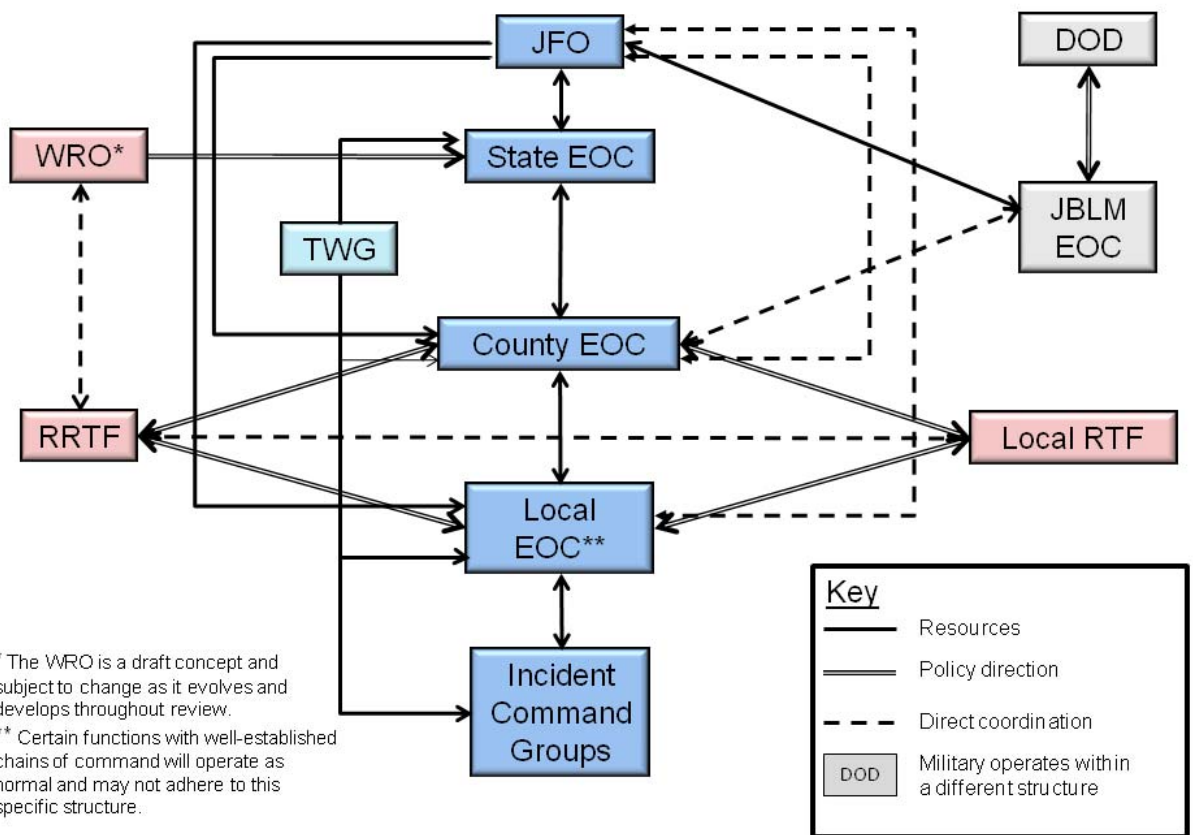 JFO
DOD
WRO*
State EOC
JBLM
EOC
TWG
County EOC
RRTF
Local RTF
Local
EOC**
Incident
Command
Groups
* The WRO is a draft concept and
subject to change as it evolves and
develops throughout review.
** Certain functions with well-established
chains of command will operate as
normal and may not adhere to this
specific structure.
Key
Resources
Policy direction
Direct coordination
DOD
Military operates within
a different structure